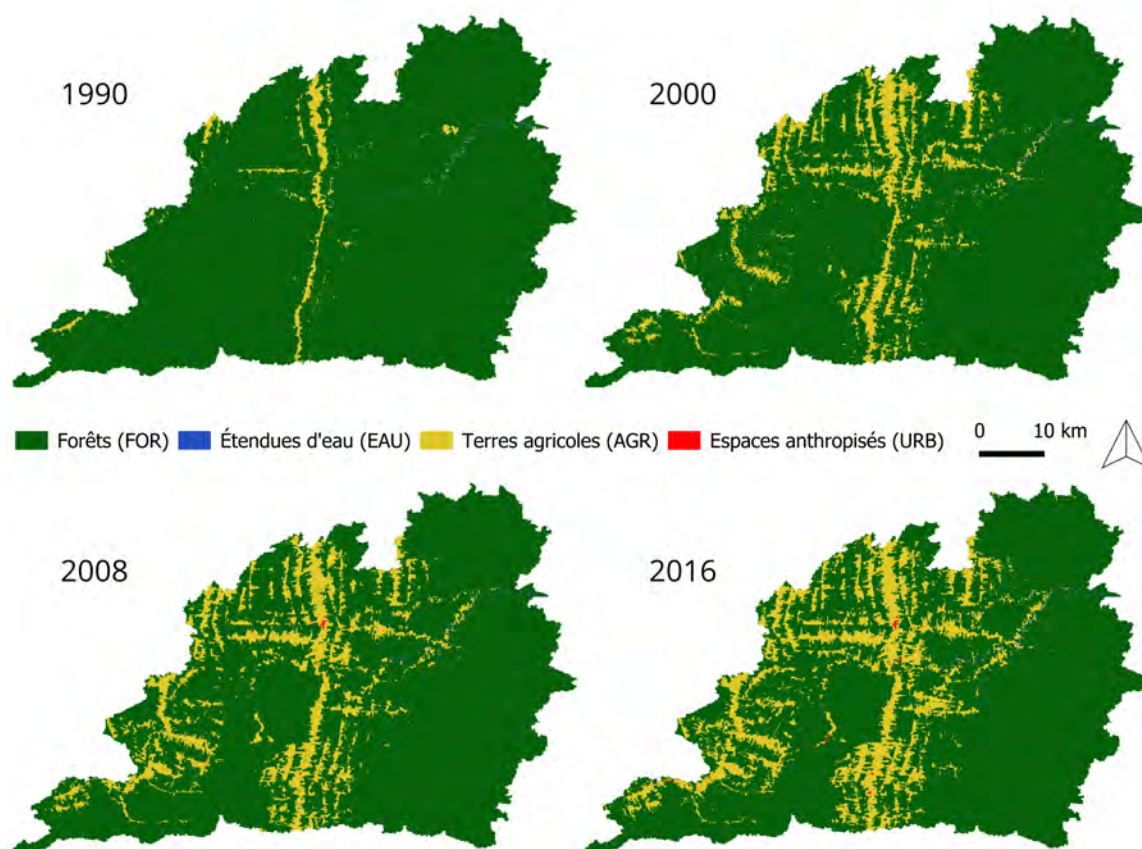 1990
2000
Forêts (FOR) Étendues d'eau (EAU) Terres agricoles (AGR) Espaces anthropisés (URB) 0 10 km
2008
2016